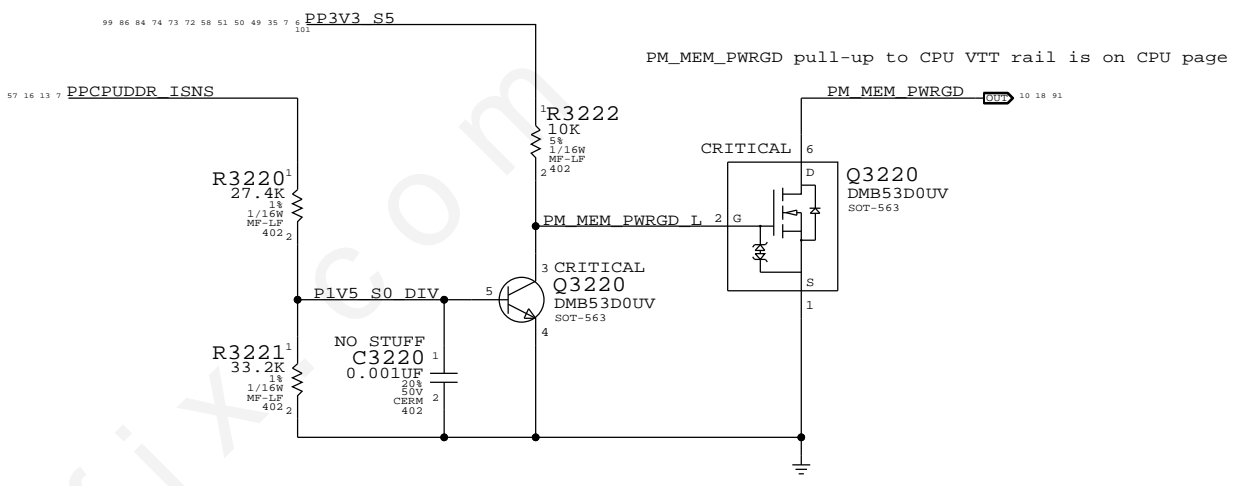 99 86 84 74 73 72 58 51 50 49 35 7 6 PP3V3_S5
101
PM_MEM_PWRGD pull-up to CPU VTT rail is on CPU page
57 16 13 7 PPCPUDDR_ISNS
PM_MEM_PWRGD OUT 10 18 91
1 R3222
10K
5%
1/16W
MF-LF
402
2
CRITICAL 6
D
Q3220
DMB53D0UV
SOT-563
R3220 1
27.4K
1%
1/16W
MF-LF
402 2
PM_MEM_PWRGD_L 2 G
S
1
3 CRITICAL
Q3220
DMB53D0UV
SOT-563
P1V5_S0_DIV 5
4
R3221 1
33.2K
1%
1/16W
MF-LF
402 2
NO STUFF
C3220 1
0.001UF
20%
50V
CERM 2
402
fix.com